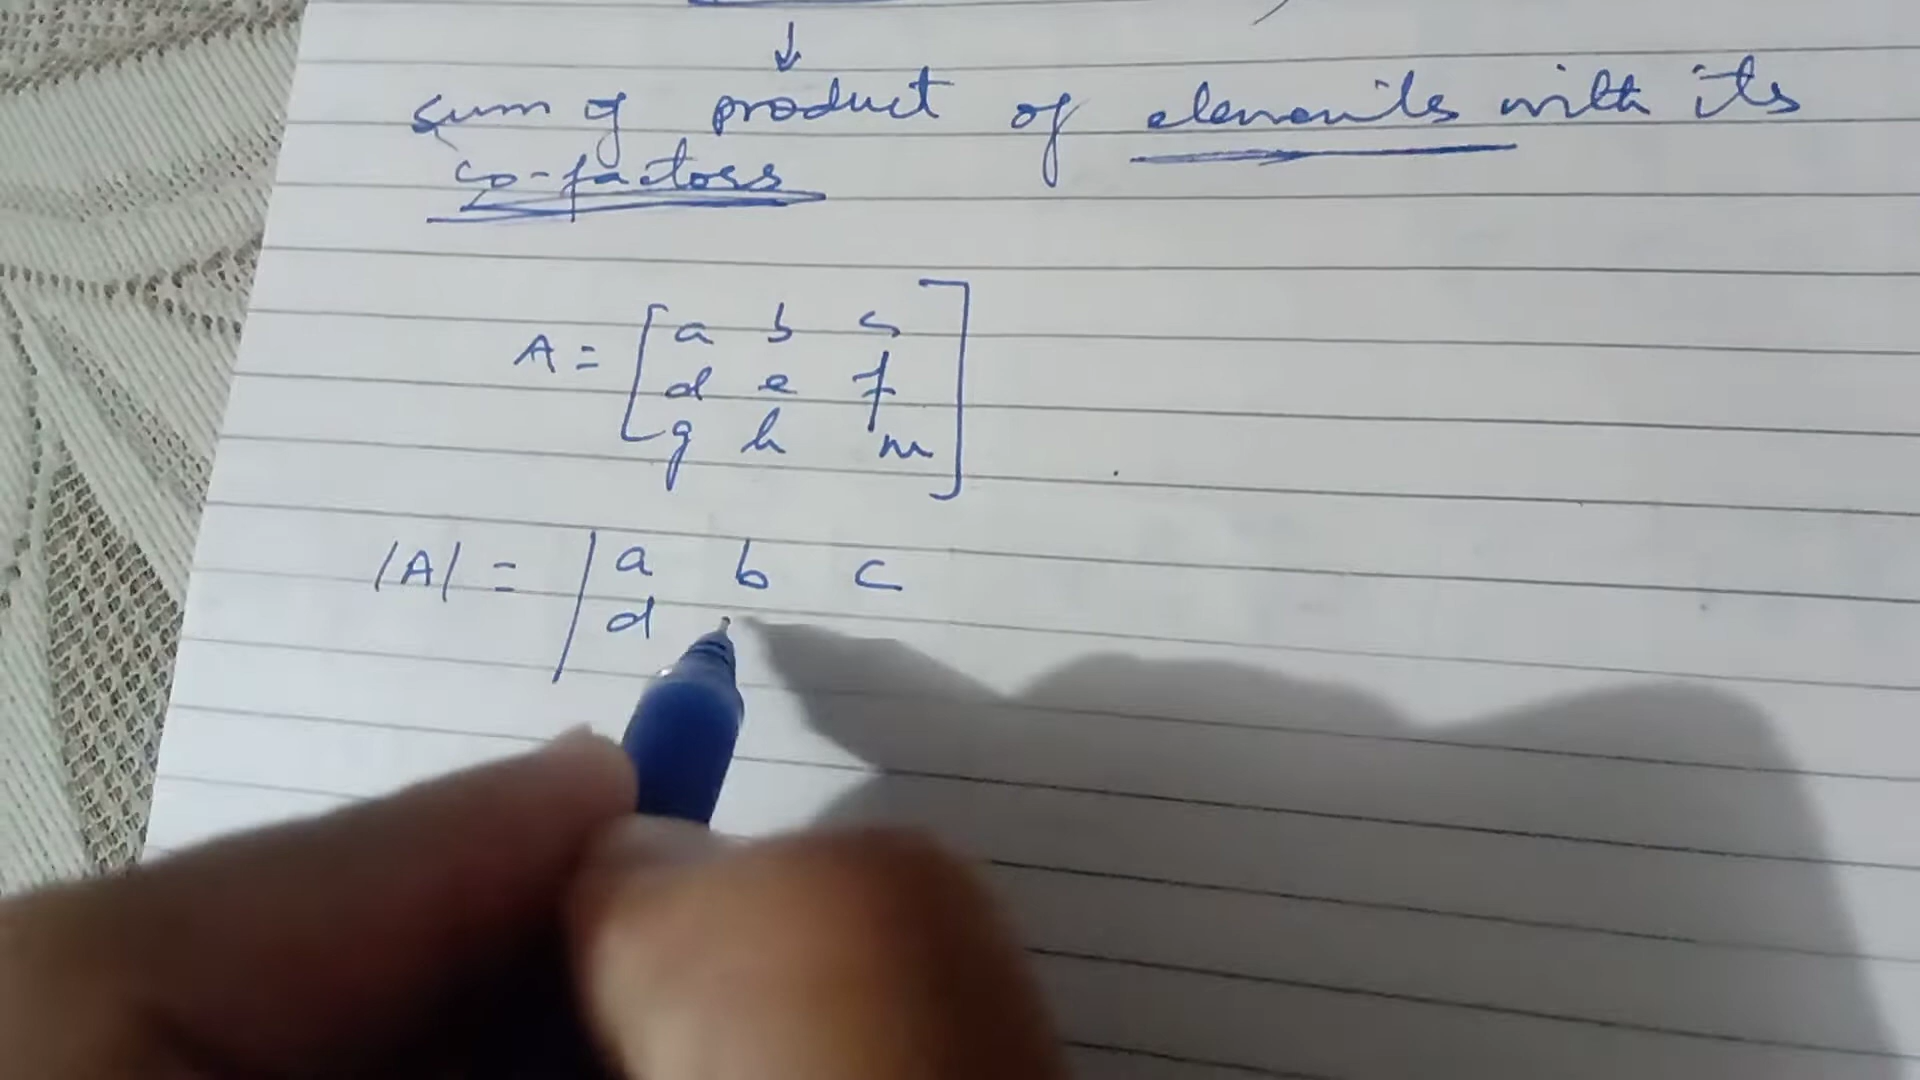 sum of product of elements with its
co-factors
A = [ a b c
d e f
g h m ]
|A| = | a b c
d